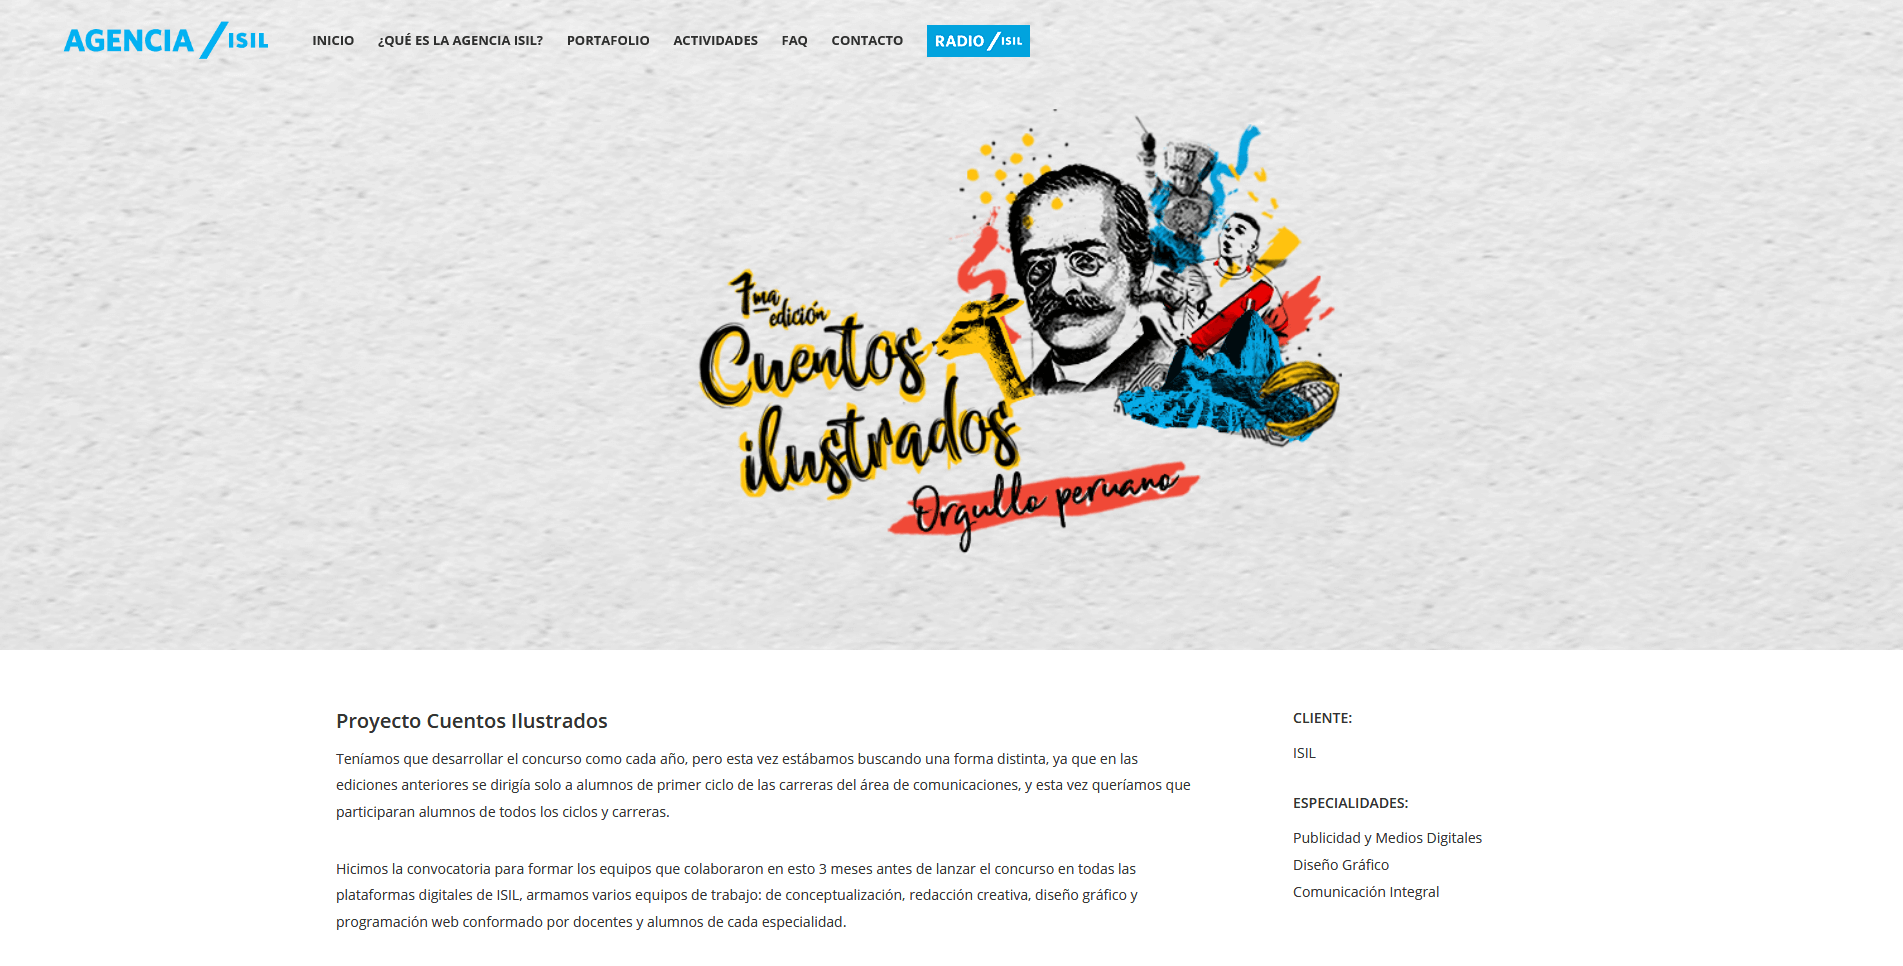 AGENCIA / ISIL
INICIO
¿QUÉ ES LA AGENCIA ISIL?
PORTAFOLIO
ACTIVIDADES
FAQ
CONTACTO
RADIO / ISIL
7ma
edición
Cuentos
ilustrados
Orgullo peruano
Proyecto Cuentos Ilustrados
Teníamos que desarrollar el concurso como cada año, pero esta vez estábamos buscando una forma distinta, ya que en las
ediciones anteriores se dirigía solo a alumnos de primer ciclo de las carreras del área de comunicaciones, y esta vez queríamos que
participaran alumnos de todos los ciclos y carreras.
Hicimos la convocatoria para formar los equipos que colaboraron en esto 3 meses antes de lanzar el concurso en todas las
plataformas digitales de ISIL, armamos varios equipos de trabajo: de conceptualización, redacción creativa, diseño gráfico y
programación web conformado por docentes y alumnos de cada especialidad.
CLIENTE:
ISIL
ESPECIALIDADES:
Publicidad y Medios Digitales
Diseño Gráfico
Comunicación Integral